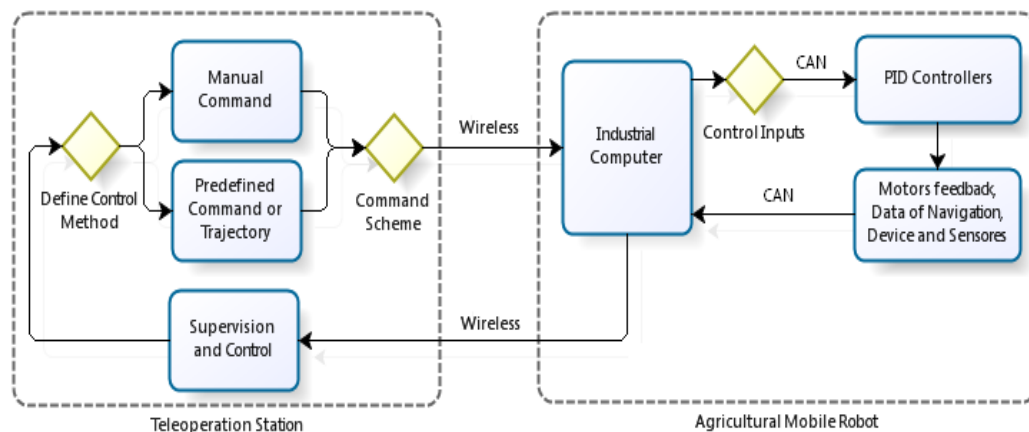 Manual
Command
Define Control
Method
Predefined
Command or
Trajectory
Command
Scheme
Supervision
and Control
Teleoperation Station
Wireless
Wireless
Industrial
Computer
Control Inputs
CAN
PID Controllers
CAN
Motors feedback,
Data of Navigation,
Device and Sensores
Agricultural Mobile Robot